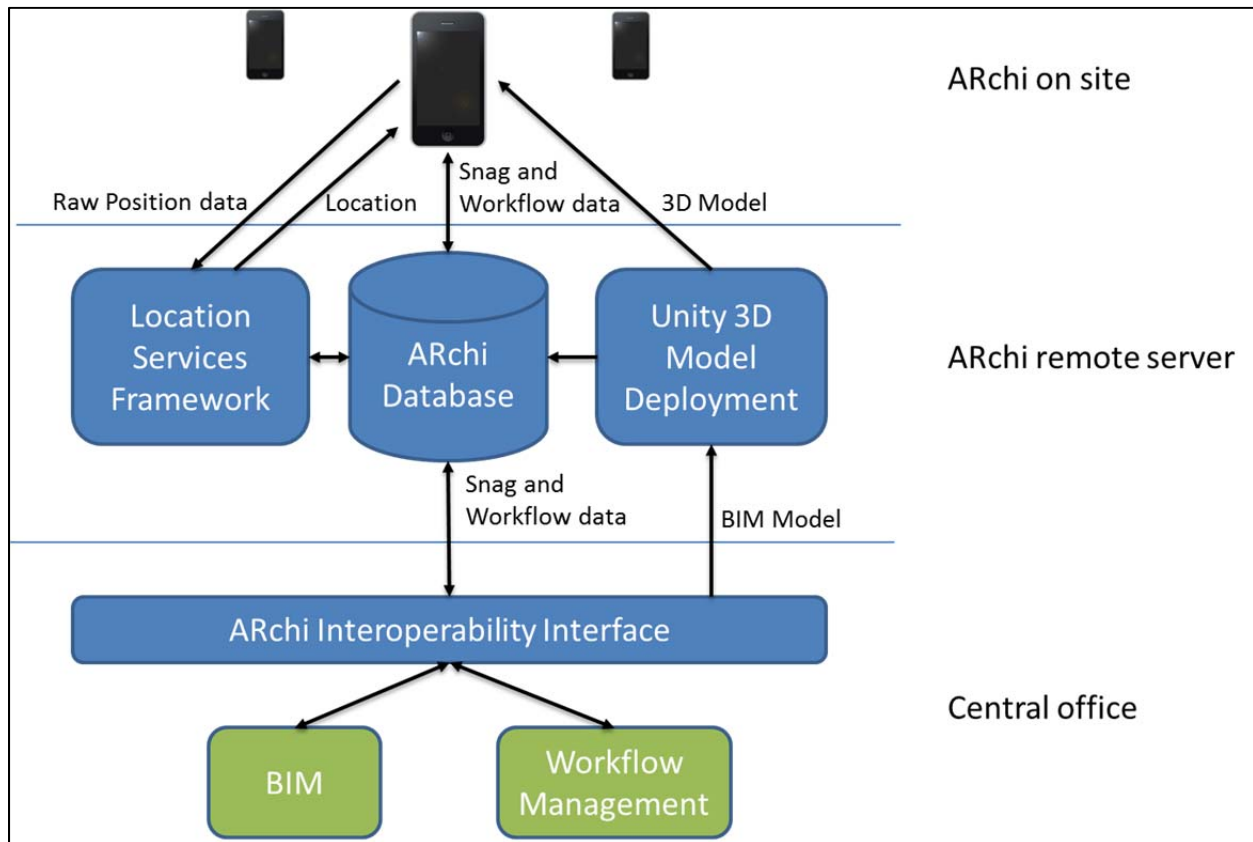 ARchi on site
Snag and
Workflow data
Raw Position data
Location
3D Model
Location
Services
Framework
ARchi
Database
Unity 3D
Model
Deployment
ARchi remote server
Snag and
Workflow data
BIM Model
ARchi Interoperability Interface
Central office
BIM
Workflow
Management